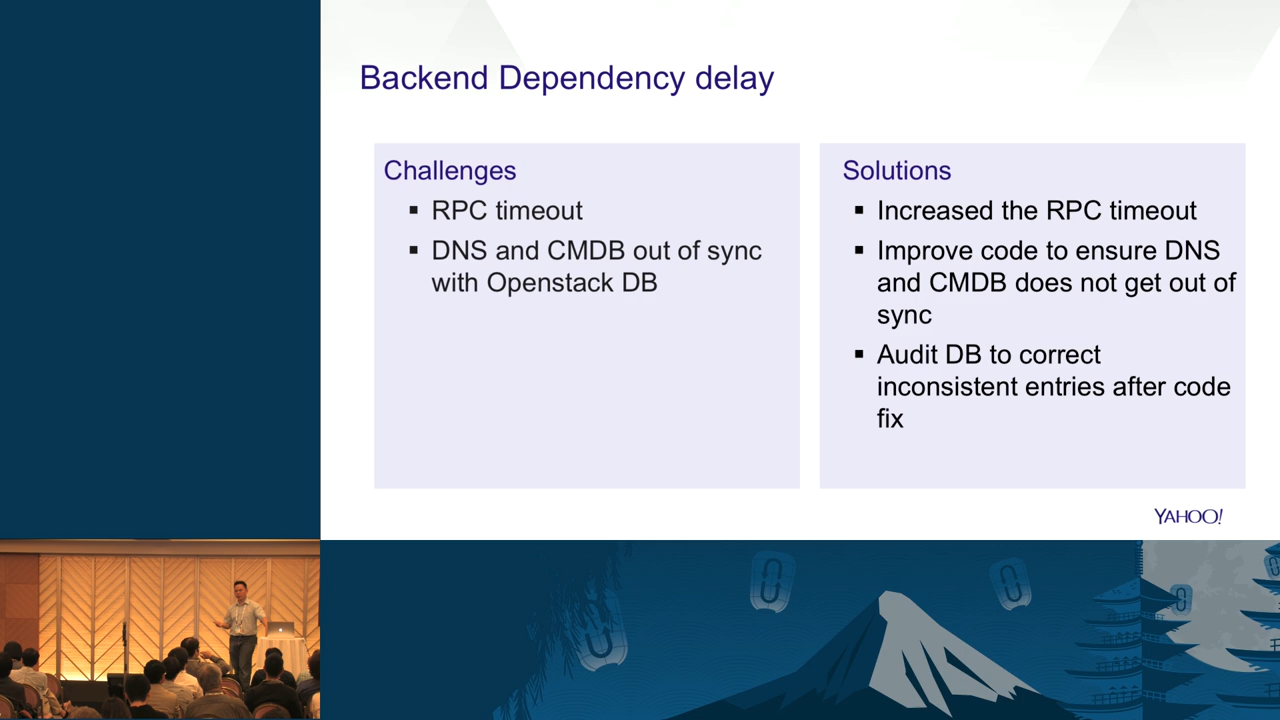 Backend Dependency delay
Challenges
▪ RPC timeout
▪ DNS and CMDB out of sync
with Openstack DB
Solutions
▪ Increased the RPC timeout
▪ Improve code to ensure DNS
and CMDB does not get out of
sync
▪ Audit DB to correct
inconsistent entries after code
fix
YAHOO!